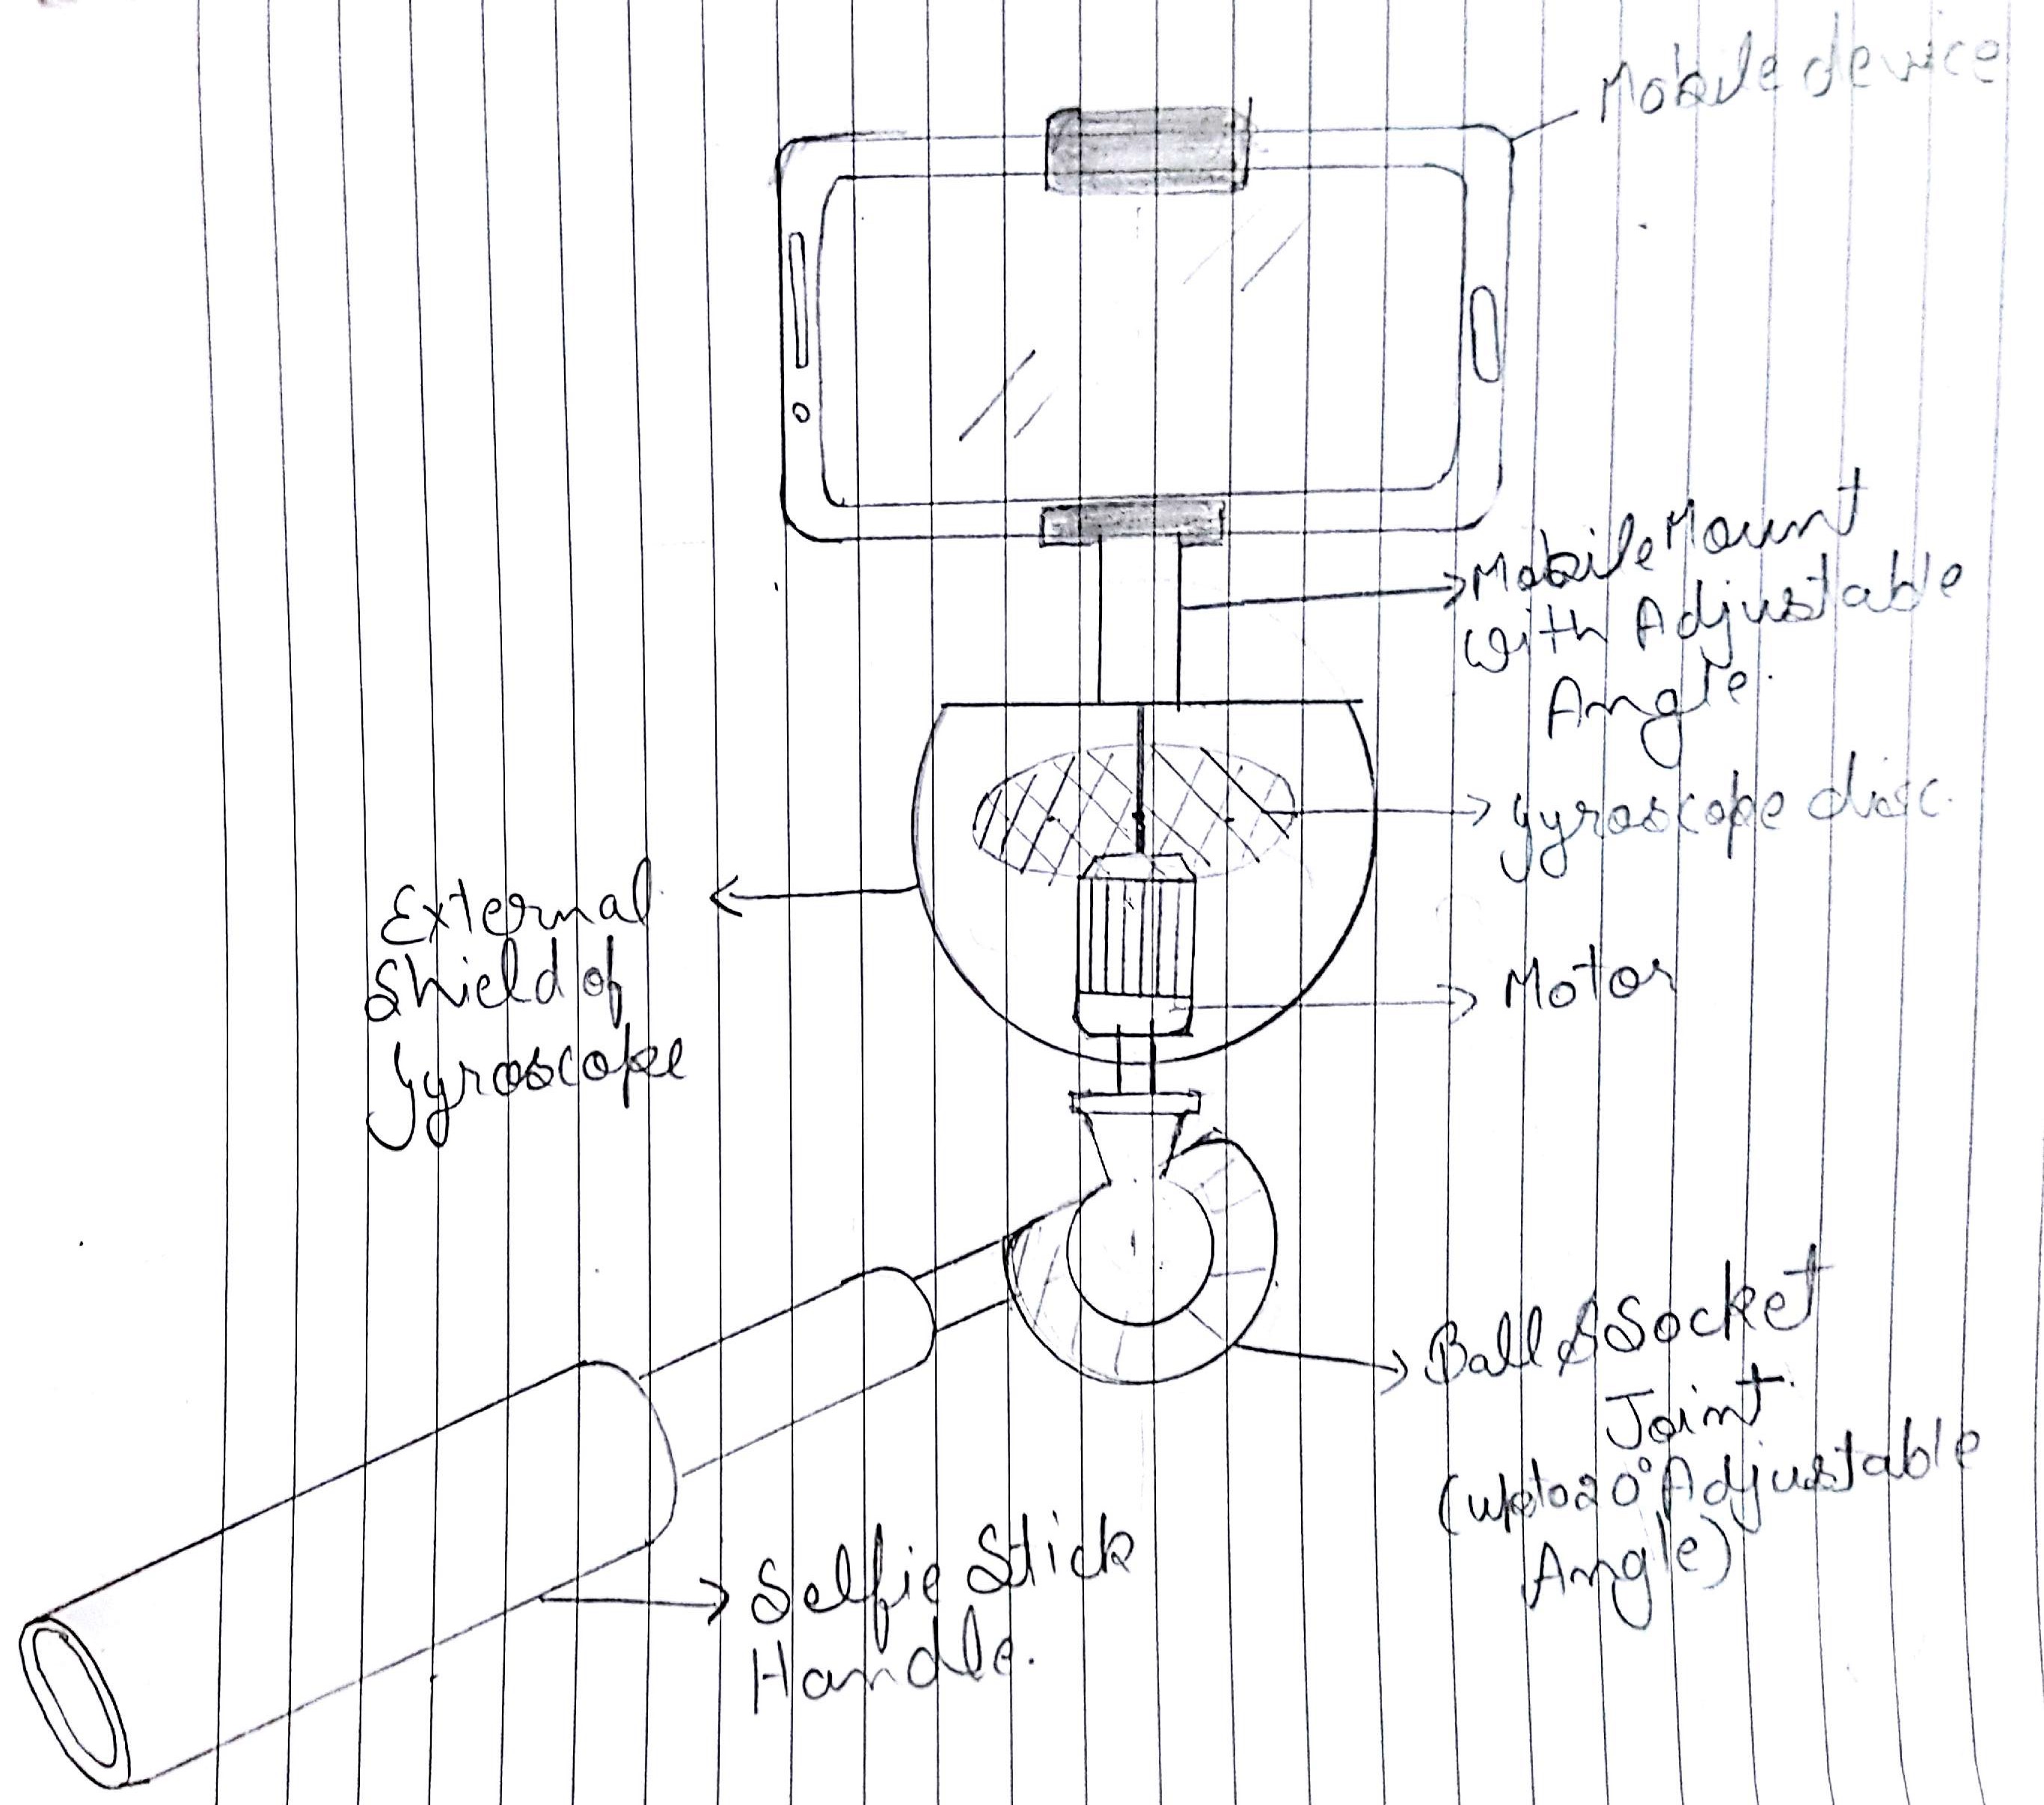 Mobile device
Mobile Mount
with Adjustable
Angle.
gyroscope disc.
External
Shield of
gyroscope
Motor
Ball & Socket
Joint.
(upto 20° Adjustable
Angle)
Selfie Stick
Handle.